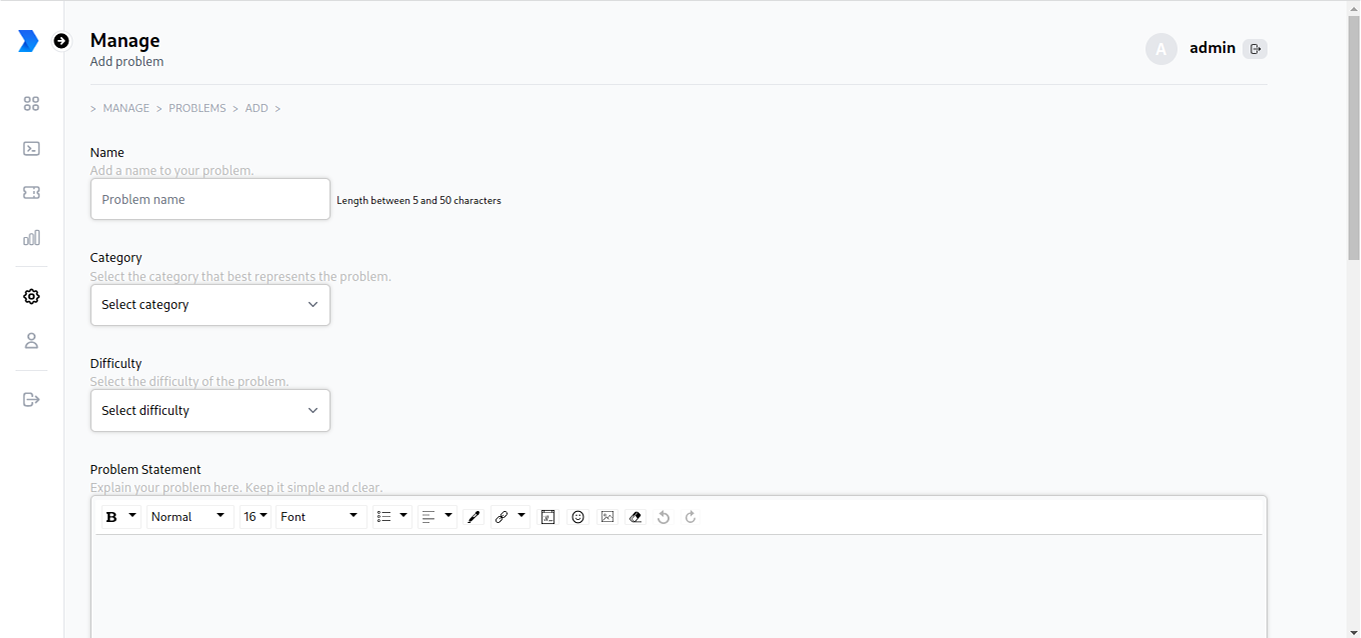 Manage
Add problem
A
admin
> MANAGE > PROBLEMS > ADD >
Name
Add a name to your problem.
Problem name
Length between 5 and 50 characters
Category
Select the category that best represents the problem.
Select category
Difficulty
Select the difficulty of the problem.
Select difficulty
Problem Statement
Explain your problem here. Keep it simple and clear.
B Normal 16 Font